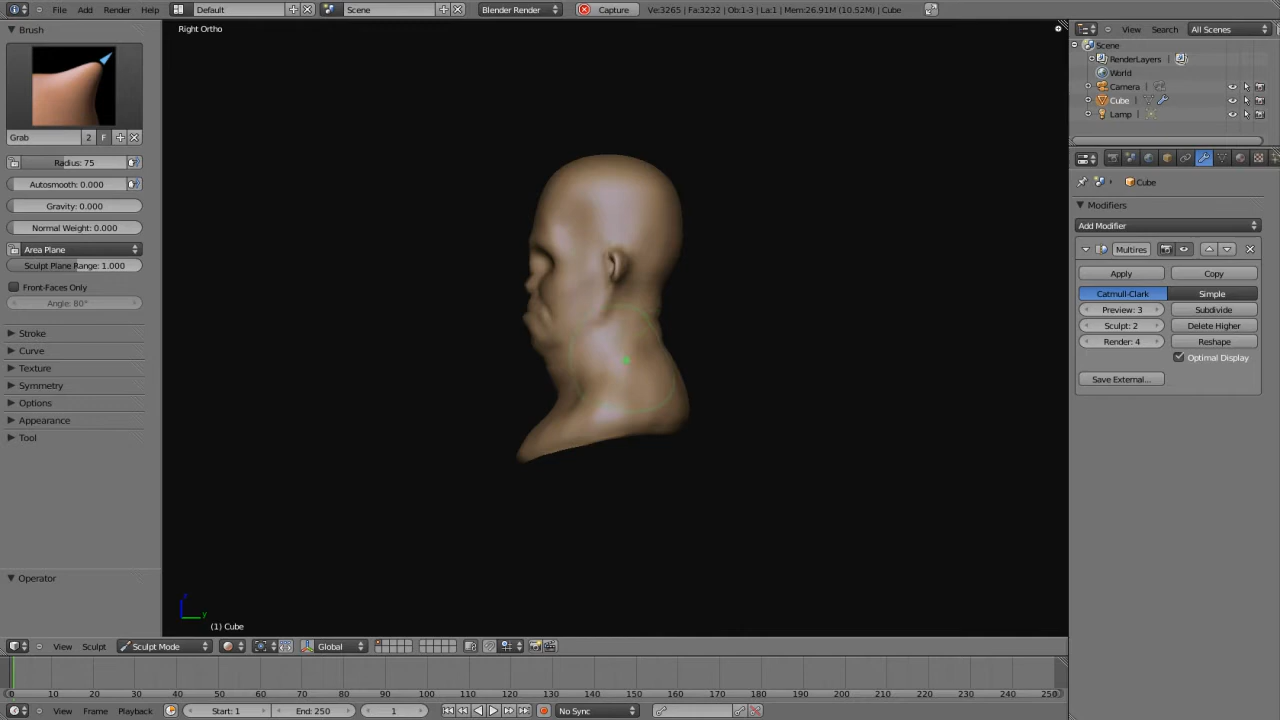 File Add Render Window Help Default Scene Blender Render Capture Ve:3265 | Fa:3232 | Ob:1-3 | La:1 | Mem:26.91M (10.52M) | Cube
Brush
Grab 2 F
Radius: 75
Autosmooth: 0.000
Gravity: 0.000
Normal Weight: 0.000
Area Plane
Sculpt Plane Range: 1.000
Front-Faces Only
Angle: 80°
Stroke
Curve
Texture
Symmetry
Options
Appearance
Tool
Operator
Right Ortho
z
y
(1) Cube
View Search All Scenes
Scene
RenderLayers
World
Camera
Cube
Lamp
Cube
Modifiers
Add Modifier
Multires
Apply Copy
Catmull-Clark Simple
Preview: 3 Subdivide
Sculpt: 2 Delete Higher
Render: 4 Reshape
Optimal Display
Save External...
View Sculpt Sculpt Mode Global
0 10 20 30 40 50 60 70 80 90 100 110 120 130 140 150 160 170 180 190 200 210 220 230 240 250
View Frame Playback Start: 1 End: 250 1 No Sync